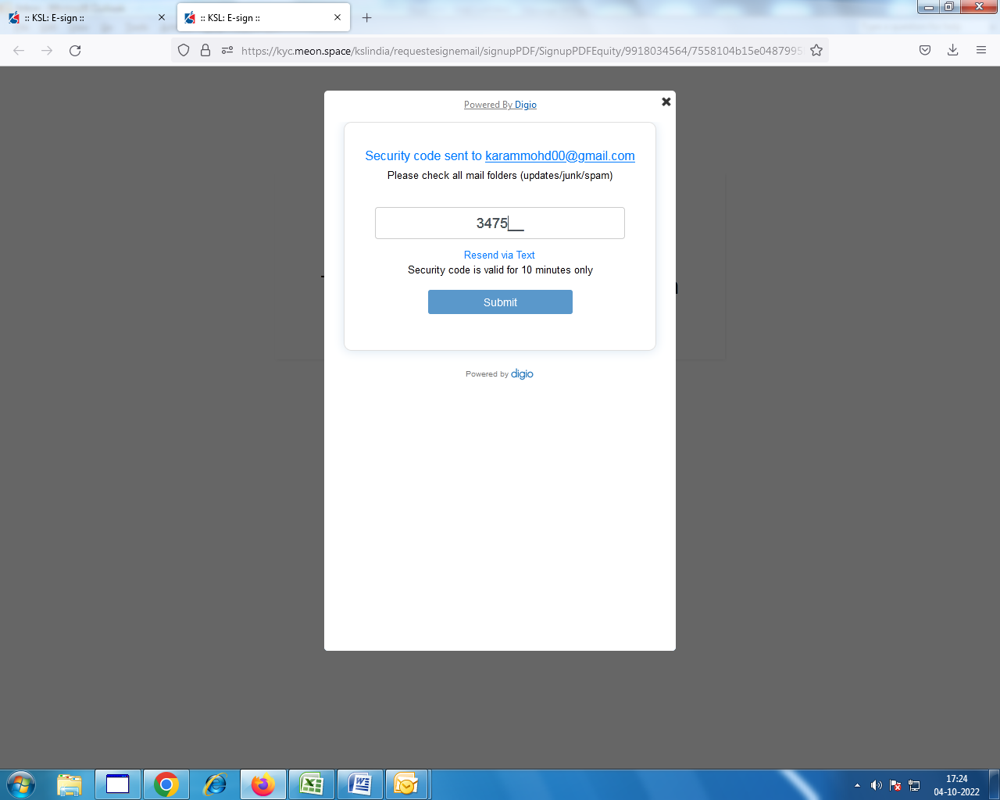 :: KSL: E-sign ::
:: KSL: E-sign ::
https://kyc.meon.space/kslindia/requestesignemail/signupPDF/SignupPDFEquity/9918034564/7558104b15e0487995
Powered By Digio
Security code sent to karammohd00@gmail.com
Please check all mail folders (updates/junk/spam)
3475__
Resend via Text
Security code is valid for 10 minutes only
Submit
Powered by digio
17:24
04-10-2022